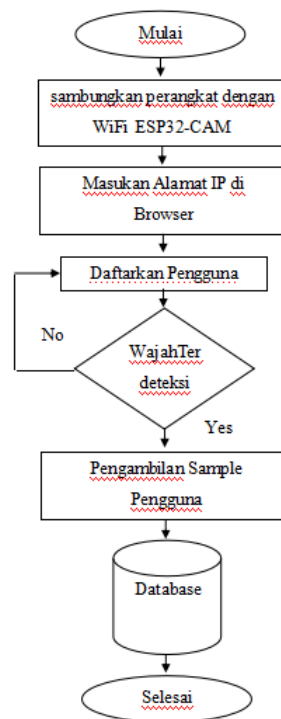 Mulai
sambungkan perangkat dengan
WiFi ESP32-CAM
Masukan Alamat IP di
Browser
Daftarkan Pengguna
No
WajahTer
deteksi
Yes
Pengambilan Sample
Pengguna
Database
Selesai